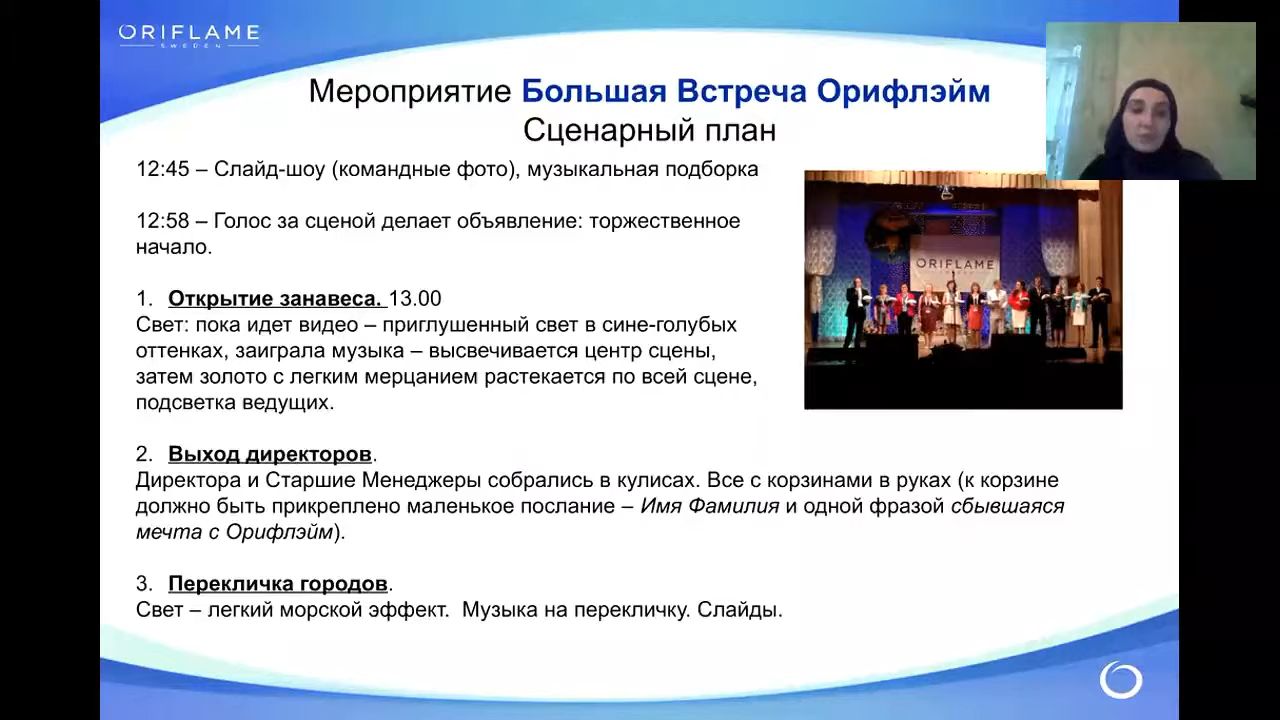 ORIFLAME
SWEDEN
Мероприятие Большая Встреча Орифлэйм
Сценарный план
12:45 – Слайд-шоу (командные фото), музыкальная подборка
12:58 – Голос за сценой делает объявление: торжественное
начало.
1. Открытие занавеса. 13.00
Свет: пока идет видео – приглушенный свет в сине-голубых
оттенках, заиграла музыка – высвечивается центр сцены,
затем золото с легким мерцанием растекается по всей сцене,
подсветка ведущих.
ORIFLAME
2. Выход директоров.
Директора и Старшие Менеджеры собрались в кулисах. Все с корзинами в руках (к корзине
должно быть прикреплено маленькое послание – Имя Фамилия и одной фразой сбывшаяся
мечта с Орифлэйм).
3. Перекличка городов.
Свет – легкий морской эффект. Музыка на перекличку. Слайды.